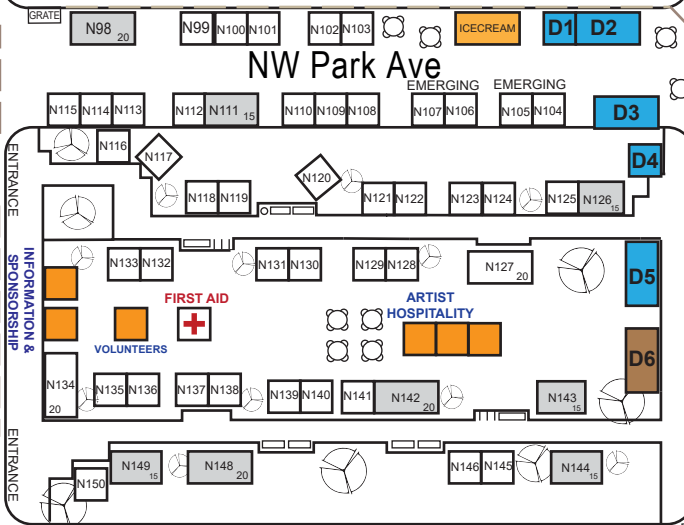 GRATE
N98
20
N99
N100
N101
N102
N103
ICECREAM
D1
D2
NW Park Ave
EMERGING
EMERGING
N115
N114
N113
N112
N111
15
N110
N109
N108
N107
N106
N105
N104
D3
N116
N117
D4
ENTRANCE
N118
N119
N120
N121
N122
N123
N124
N125
N126
15
INFORMATION &
SPONSORSHIP
N133
N132
N131
N130
N129
N128
N127
20
D5
FIRST AID
ARTIST
HOSPITALITY
VOLUNTEERS
D6
N134
20
N135
N136
N137
N138
N139
N140
N141
N142
20
N143
15
ENTRANCE
N150
N149
15
N148
20
N146
N145
N144
15